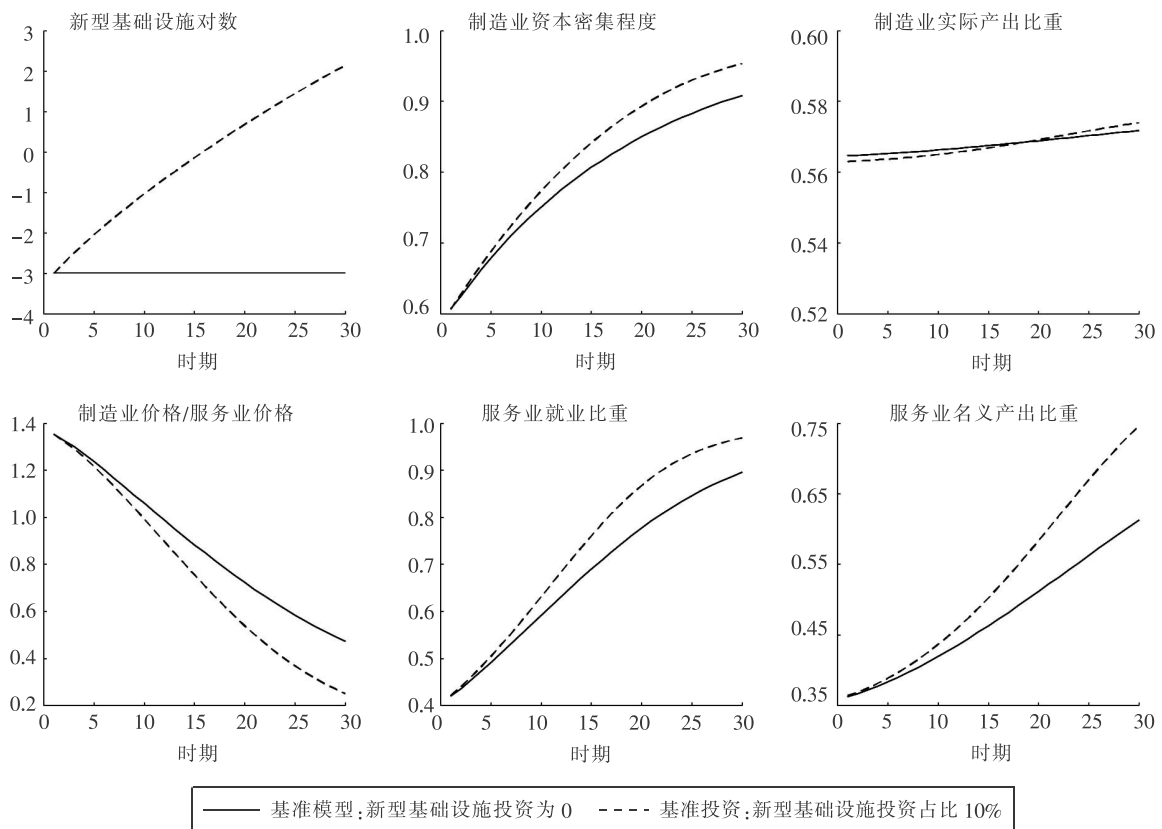 新型基础设施对数
制造业资本密集程度
制造业实际产出比重
3
2
1
0
−1
−2
−3
−4
0 5 10 15 20 25 30
时期
1.0
0.9
0.8
0.7
0.6
0 5 10 15 20 25 30
时期
0.60
0.58
0.56
0.54
0.52
0 5 10 15 20 25 30
时期
制造业价格/服务业价格
服务业就业比重
服务业名义产出比重
1.4
1.2
1.0
0.8
0.6
0.4
0.2
0 5 10 15 20 25 30
时期
1.0
0.9
0.8
0.7
0.6
0.5
0.4
0 5 10 15 20 25 30
时期
0.75
0.65
0.55
0.45
0.35
0 5 10 15 20 25 30
时期
基准模型:新型基础设施投资为 0 基准投资:新型基础设施投资占比 10%